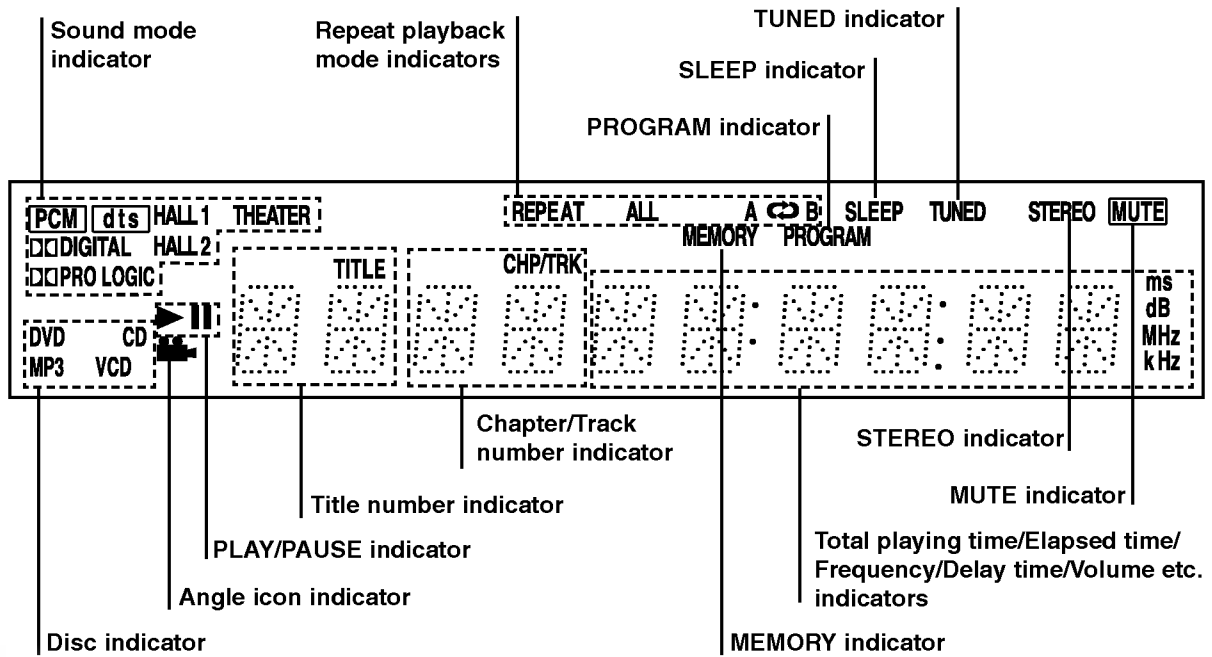 Sound mode
indicator
Repeat playback
mode indicators
TUNED indicator
SLEEP indicator
PROGRAM indicator
PCM dts HALL 1 THEATER
REPEAT ALL A B SLEEP TUNED STEREO MUTE
DIGITAL HALL 2
MEMORY PROGRAM
PRO LOGIC
TITLE
CHP/TRK
ms
dB
MHz
kHz
DVD CD
MP3 VCD
Chapter/Track
number indicator
STEREO indicator
Title number indicator
MUTE indicator
PLAY/PAUSE indicator
Total playing time/Elapsed time/
Frequency/Delay time/Volume etc.
indicators
Angle icon indicator
Disc indicator
MEMORY indicator